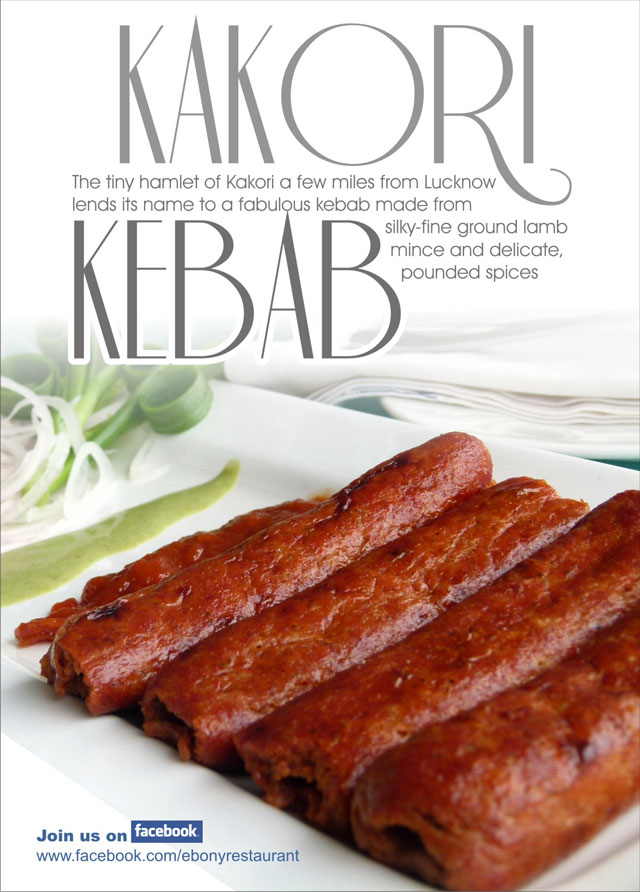 KAKORI
The tiny hamlet of Kakori a few miles from Lucknow
lends its name to a fabulous kebab made from
silky-fine ground lamb
mince and delicate,
pounded spices
KEBAB
Join us on facebook
www.facebook.com/ebonyrestaurant